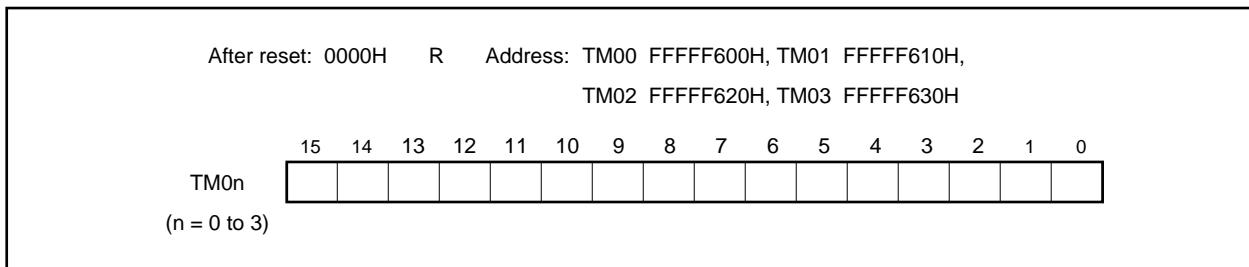 After reset: 0000H R Address: TM00 FFFFF600H, TM01 FFFFF610H,
TM02 FFFFF620H, TM03 FFFFF630H
15 14 13 12 11 10 9 8 7 6 5 4 3 2 1 0
TM0n
(n = 0 to 3)